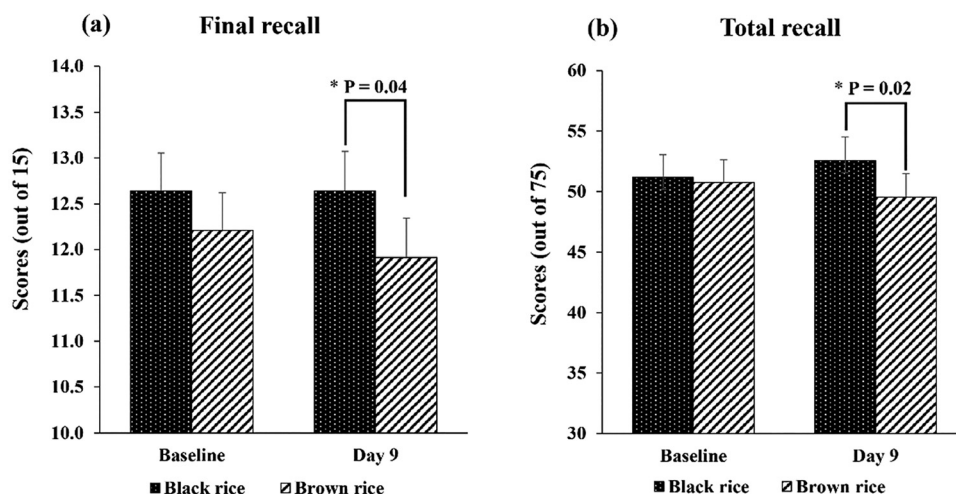 (a) Final recall
* P = 0.04
Scores (out of 15)
14.0
13.5
13.0
12.5
12.0
11.5
11.0
10.5
10.0
Baseline Day 9
Black rice Brown rice
(b) Total recall
* P = 0.02
Scores (out of 75)
60
55
50
45
40
35
30
Baseline Day 9
Black rice Brown rice